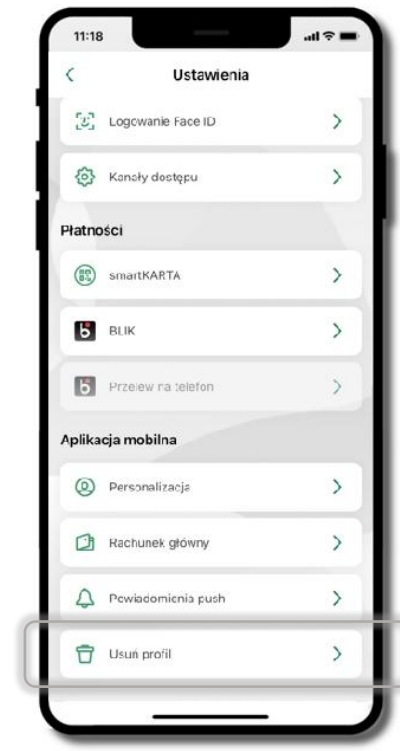 11:18
Ustawienia
Logowanie Face ID
Kanały dostępu
Płatności
smartKARTA
BLIK
Przelew na telefon
Aplikacja mobilna
Personalizacja
Rachunek główny
Powiadomienia push
Usuń profil